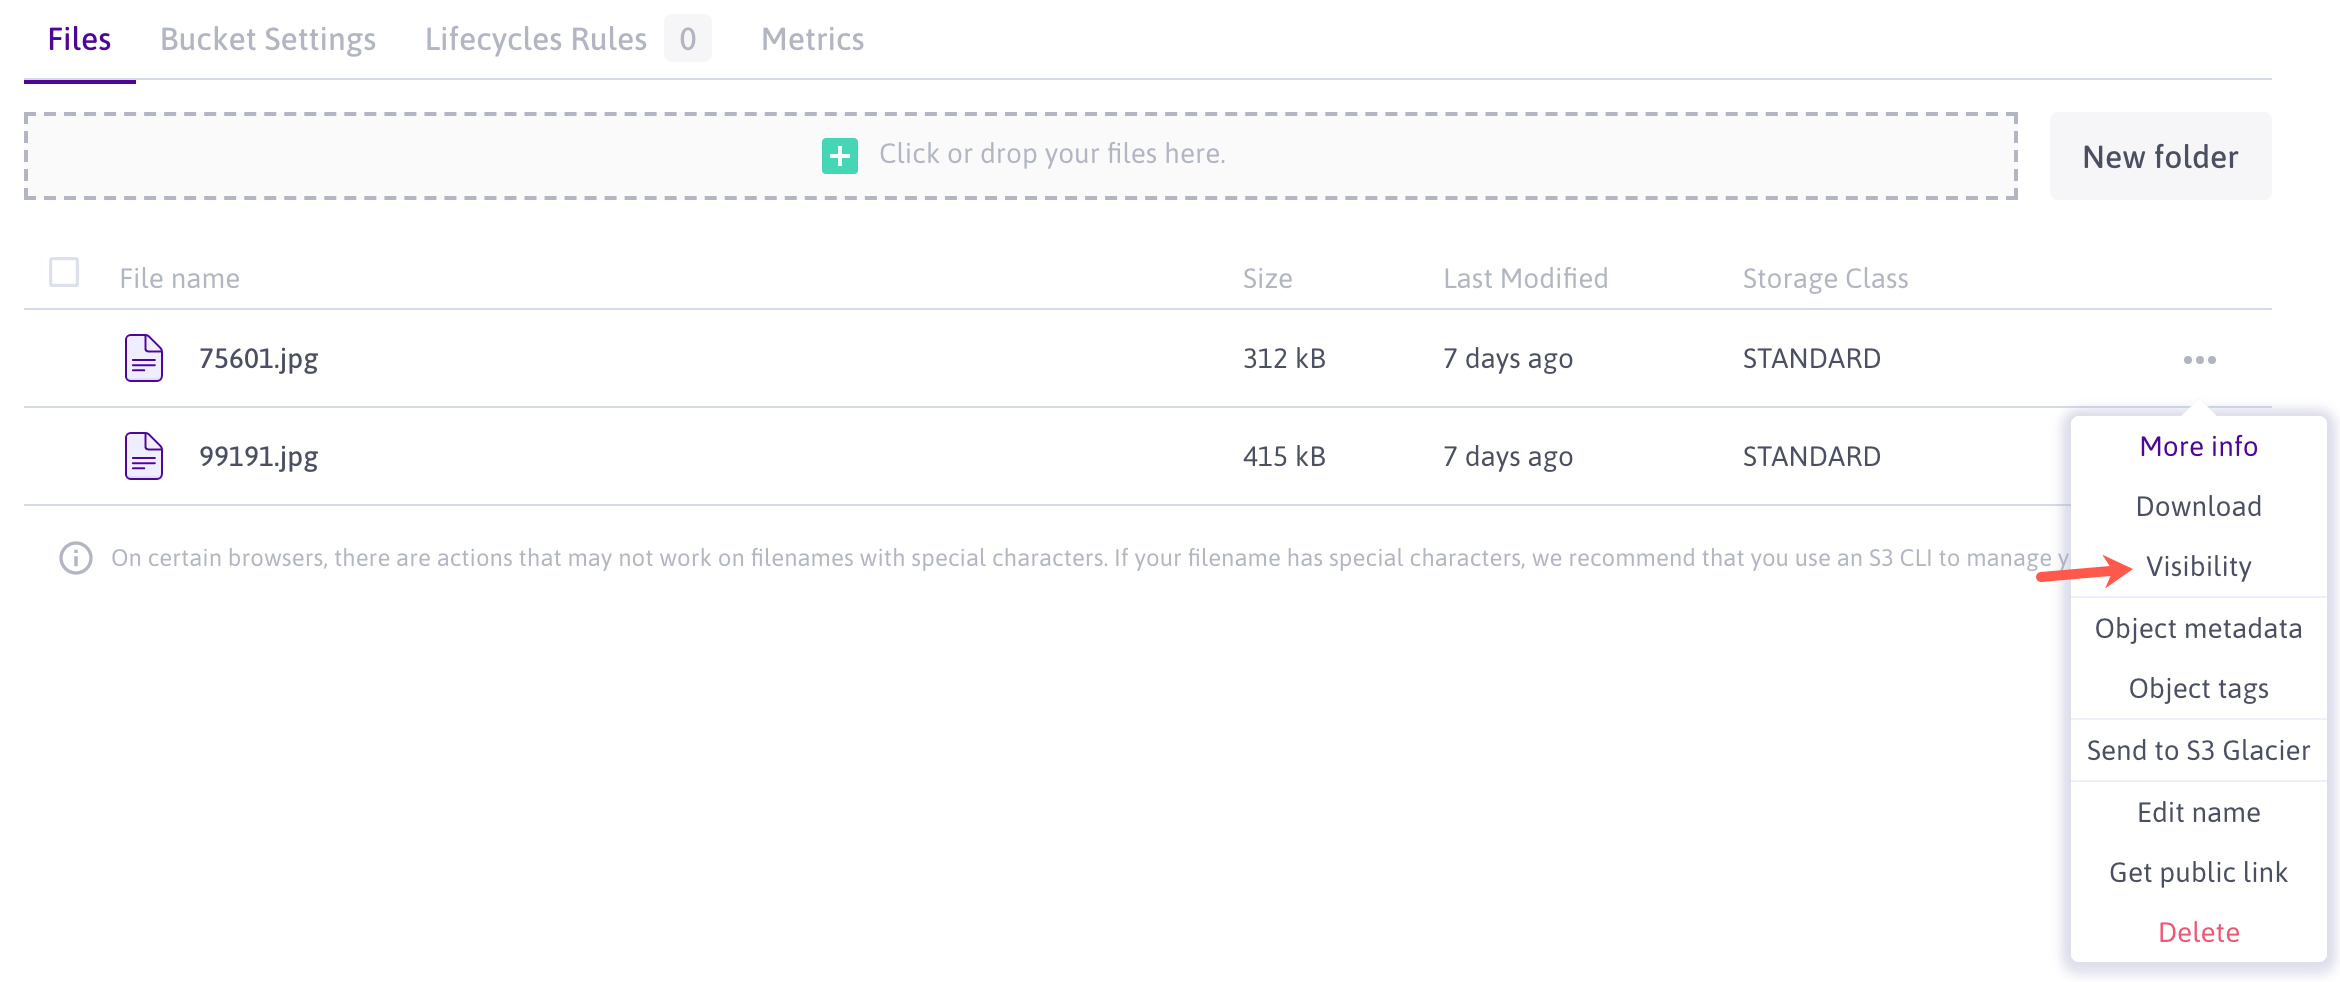 Files Bucket Settings Lifecycles Rules 0 Metrics
Click or drop your files here.
New folder
File name Size Last Modified Storage Class
75601.jpg 312 kB 7 days ago STANDARD
99191.jpg 415 kB 7 days ago STANDARD
On certain browsers, there are actions that may not work on filenames with special characters. If your filename has special characters, we recommend that you use an S3 CLI to manage
More info
Download
Visibility
Object metadata
Object tags
Send to S3 Glacier
Edit name
Get public link
Delete